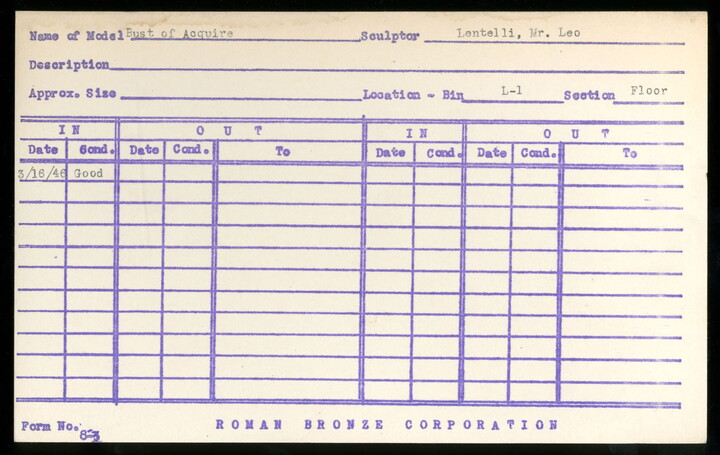 Name of Model Bust of Acquire Sculptor Lentelli, Mr. Leo
Description
Approx. Size Location - Bin L-1 Section Floor
IN OUT IN OUT
Date Cond. Date Cond. To Date Cond. Date Cond. To
3/16/46 Good
Form No. 8-3 ROMAN BRONZE CORPORATION